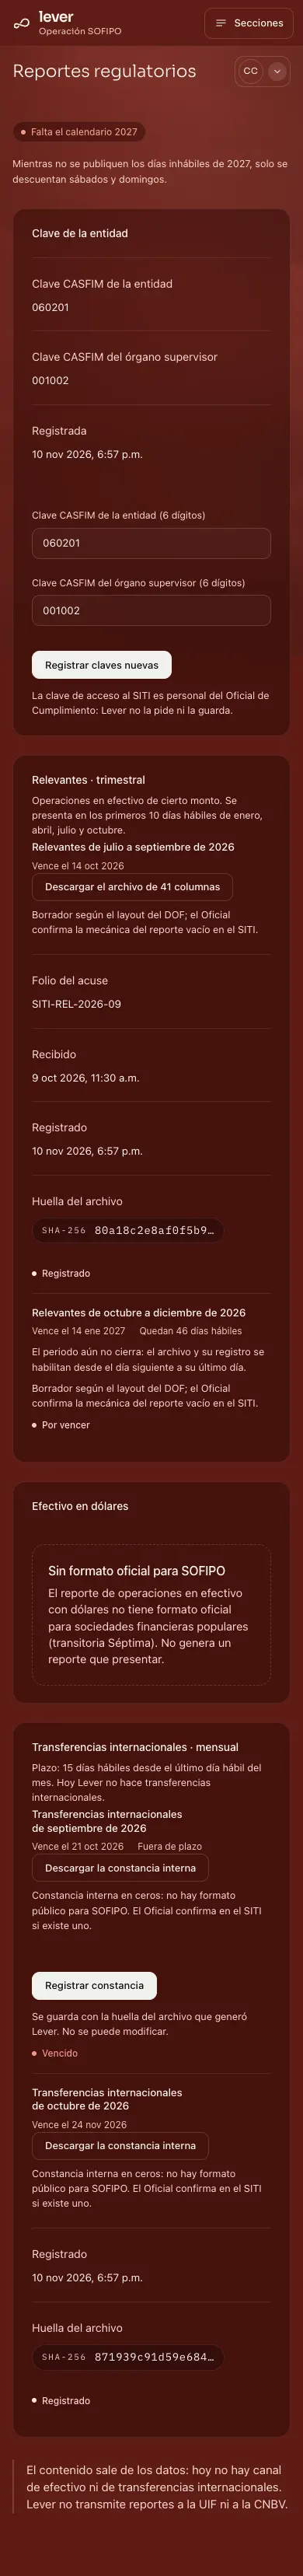 lever
Operación SOFIPO
Secciones
Reportes regulatorios
CC
Falta el calendario 2027
Mientras no se publiquen los días inhábiles de 2027, solo se
descuentan sábados y domingos.
Clave de la entidad
Clave CASFIM de la entidad
060201
Clave CASFIM del órgano supervisor
001002
Registrada
10 nov 2026, 6:57 p.m.
Clave CASFIM de la entidad (6 dígitos)
060201
Clave CASFIM del órgano supervisor (6 dígitos)
001002
Registrar claves nuevas
La clave de acceso al SITI es personal del Oficial de
Cumplimiento: Lever no la pide ni la guarda.
Relevantes · trimestral
Operaciones en efectivo de cierto monto. Se
presenta en los primeros 10 días hábiles de enero,
abril, julio y octubre.
Relevantes de julio a septiembre de 2026
Vence el 14 oct 2026
Descargar el archivo de 41 columnas
Borrador según el layout del DOF; el Oficial
confirma la mecánica del reporte vacío en el SITI.
Folio del acuse
SITI-REL-2026-09
Recibido
9 oct 2026, 11:30 a.m.
Registrado
10 nov 2026, 6:57 p.m.
Huella del archivo
SHA-256 80a18c2e8af0f5b9…
Registrado
Relevantes de octubre a diciembre de 2026
Vence el 14 ene 2027 Quedan 46 días hábiles
El periodo aún no cierra: el archivo y su registro se
habilitan desde el día siguiente a su último día.
Borrador según el layout del DOF; el Oficial
confirma la mecánica del reporte vacío en el SITI.
Por vencer
Efectivo en dólares
Sin formato oficial para SOFIPO
El reporte de operaciones en efectivo
con dólares no tiene formato oficial
para sociedades financieras populares
(transitoria Séptima). No genera un
reporte que presentar.
Transferencias internacionales · mensual
Plazo: 15 días hábiles desde el último día hábil del
mes. Hoy Lever no hace transferencias
internacionales.
Transferencias internacionales
de septiembre de 2026
Vence el 21 oct 2026 Fuera de plazo
Descargar la constancia interna
Constancia interna en ceros: no hay formato
público para SOFIPO. El Oficial confirma en el SITI
si existe uno.
Registrar constancia
Se guarda con la huella del archivo que generó
Lever. No se puede modificar.
Vencido
Transferencias internacionales
de octubre de 2026
Vence el 24 nov 2026
Descargar la constancia interna
Constancia interna en ceros: no hay formato
público para SOFIPO. El Oficial confirma en el SITI
si existe uno.
Registrado
10 nov 2026, 6:57 p.m.
Huella del archivo
SHA-256 871939c91d59e684…
Registrado
El contenido sale de los datos: hoy no hay canal
de efectivo ni de transferencias internacionales.
Lever no transmite reportes a la UIF ni a la CNBV.